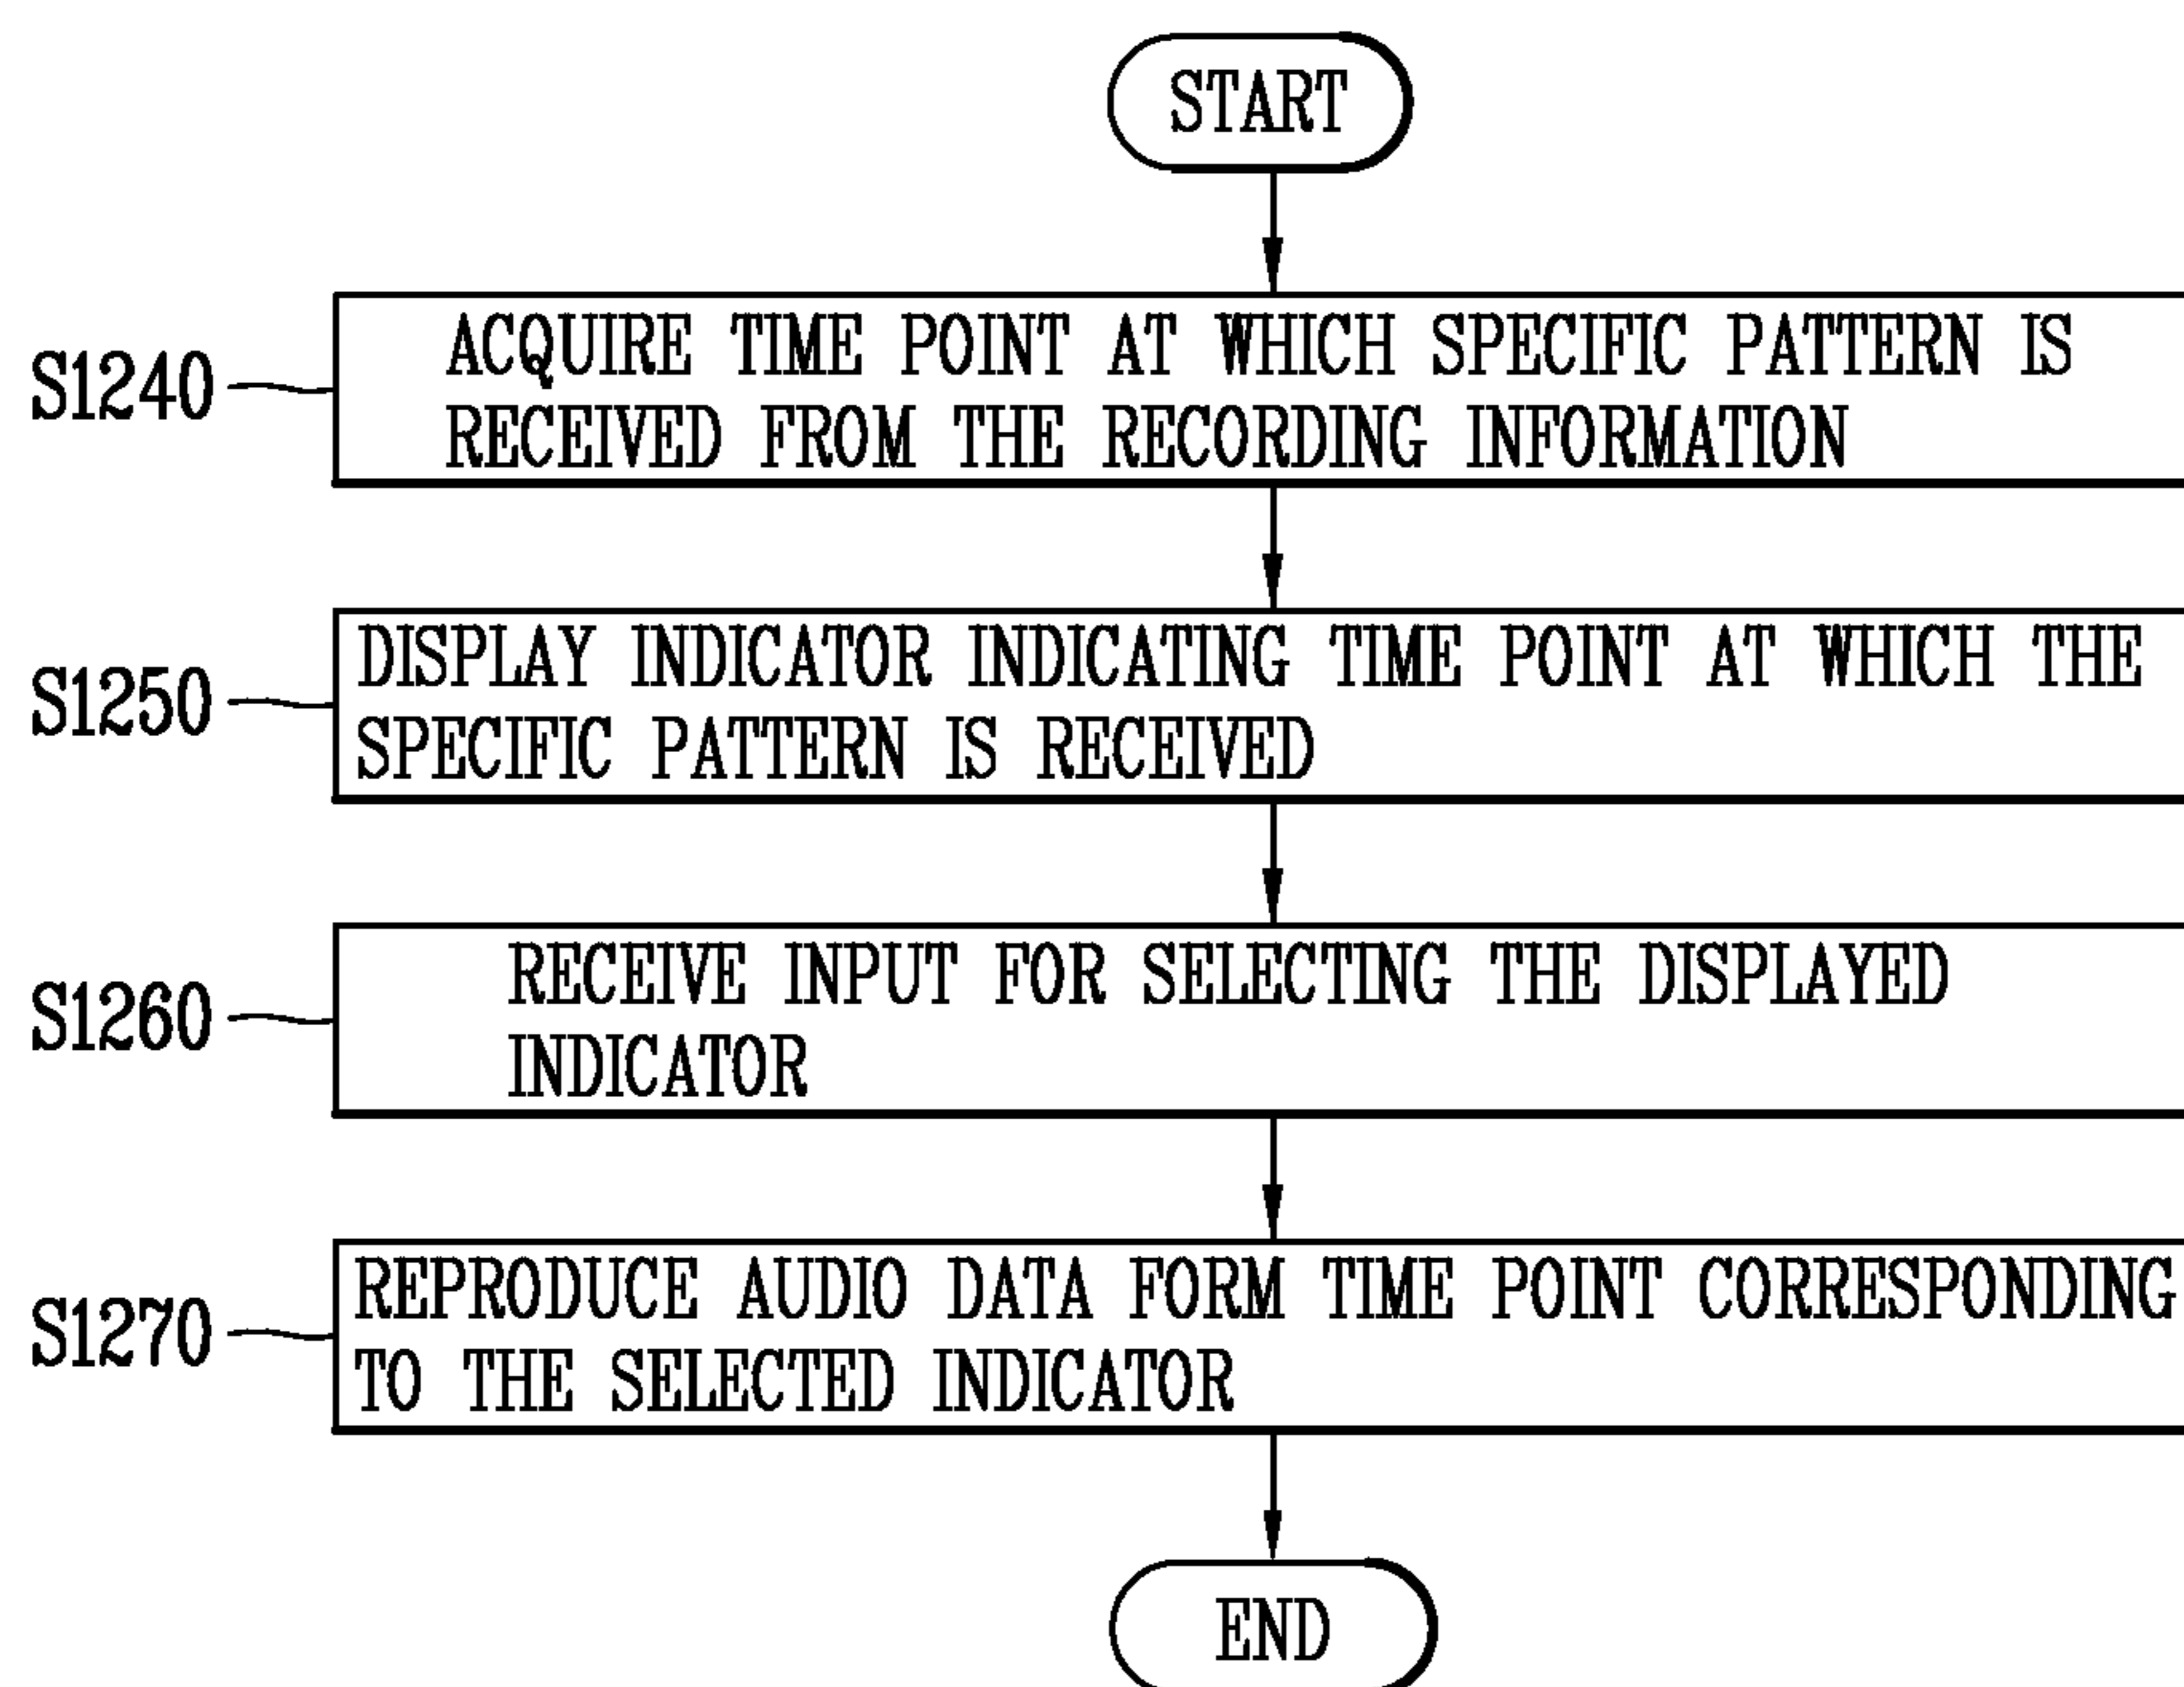 START
S1240
ACQUIRE TIME POINT AT WHICH SPECIFIC PATTERN IS
RECEIVED FROM THE RECORDING INFORMATION
S1250
DISPLAY INDICATOR INDICATING TIME POINT AT WHICH THE
SPECIFIC PATTERN IS RECEIVED
S1260
RECEIVE INPUT FOR SELECTING THE DISPLAYED
INDICATOR
S1270
REPRODUCE AUDIO DATA FORM TIME POINT CORRESPONDING
TO THE SELECTED INDICATOR
END